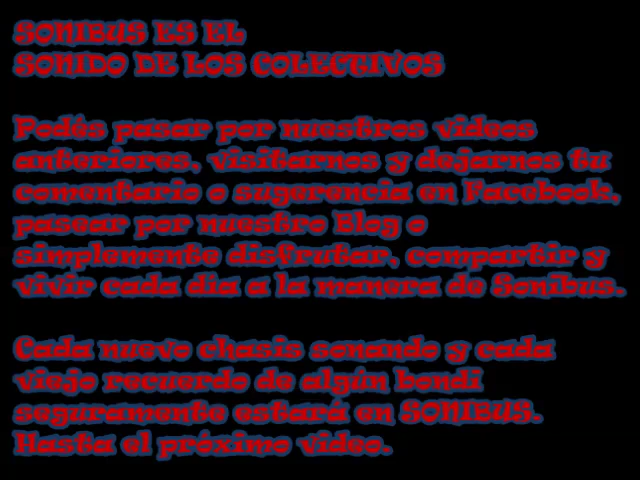 SONIBUS ES EL
SONIDO DE LOS COLECTIVOS
Podés pasar por nuestros videos
anteriores, visitarnos y dejarnos tu
comentario o sugerencia en Facebook,
pasear por nuestro Blog o
simplemente disfrutar, compartir y
vivir cada dia a la manera de Sonibus.
Cada nuevo chasis sonando y cada
viejo recuerdo de algún bondi
seguramente estará en SONIBUS.
Hasta el próximo video.